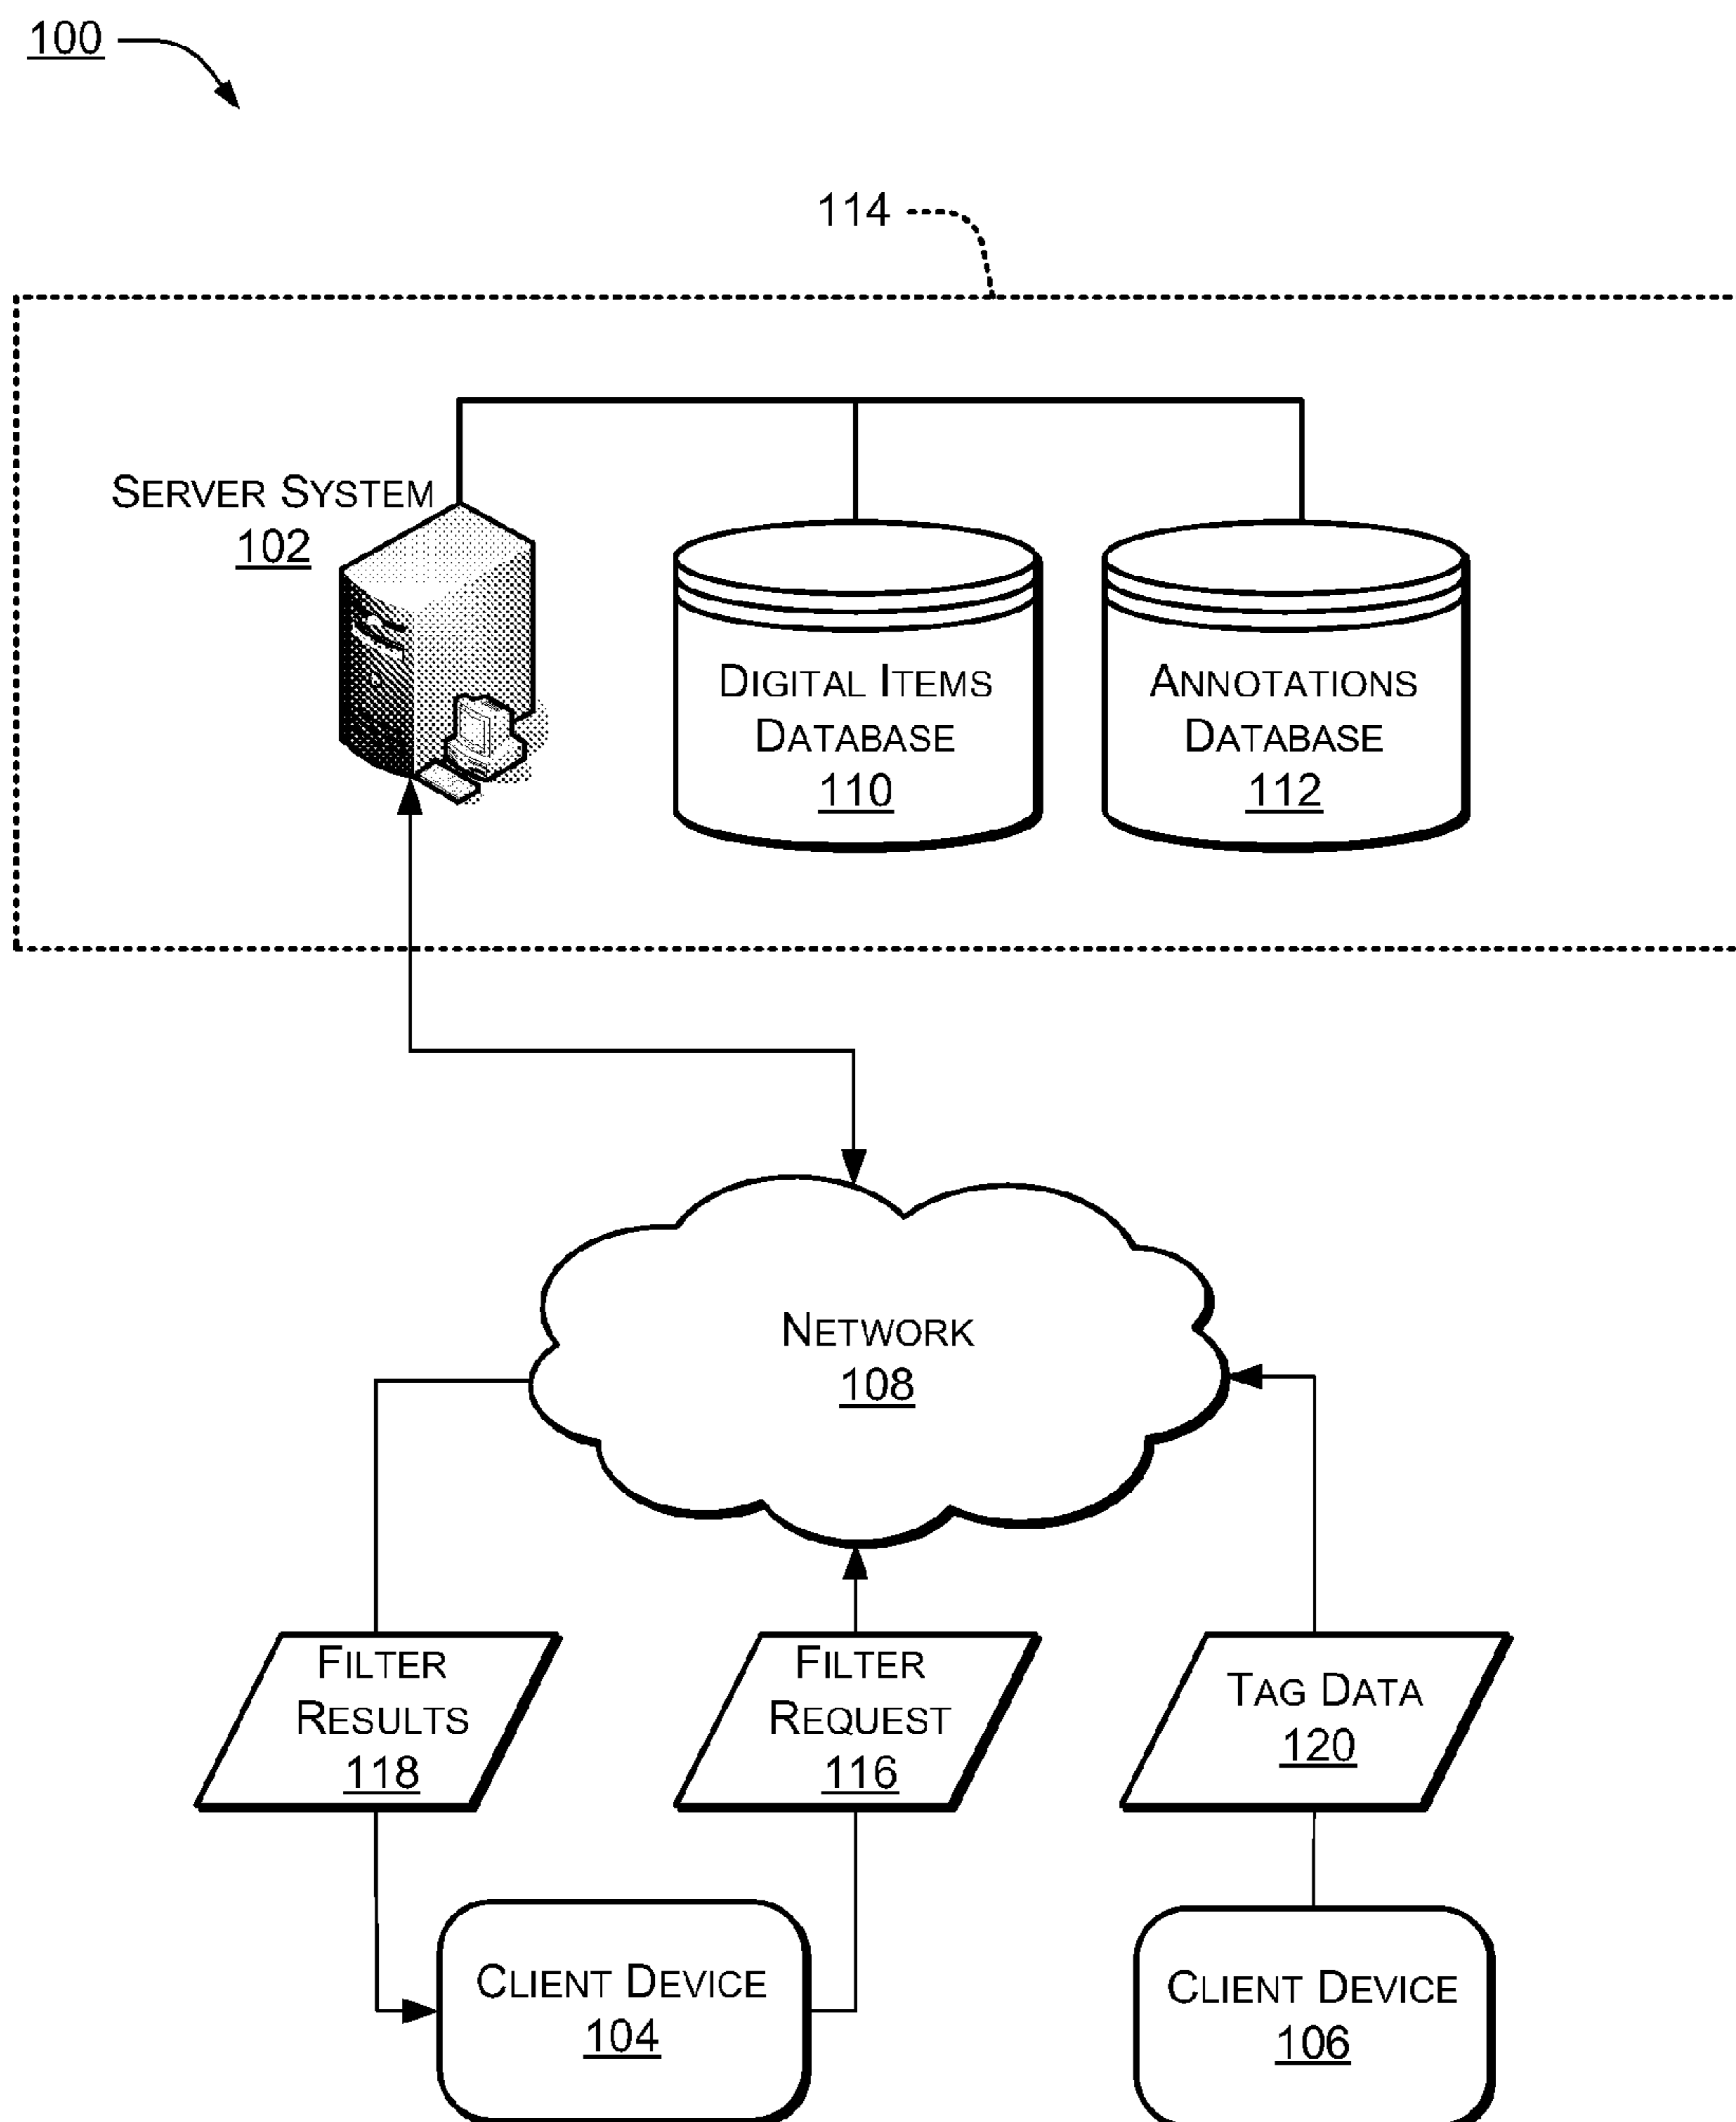 100
114
SERVER SYSTEM
102
DIGITAL ITEMS
DATABASE
110
ANNOTATIONS
DATABASE
112
NETWORK
108
FILTER
RESULTS
118
FILTER
REQUEST
116
TAG DATA
120
CLIENT DEVICE
104
CLIENT DEVICE
106